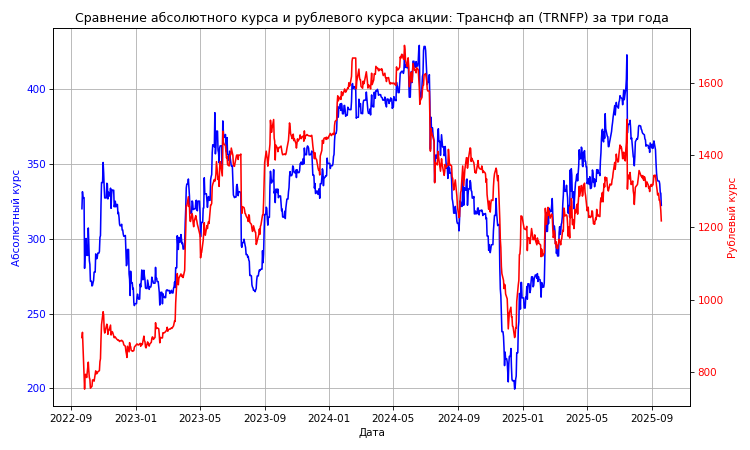 Сравнение абсолютного курса и рублевого курса акции: Транснф ап (TRNFP) за три года
Абсолютный курс
400
350
300
250
200
1600
1400
1200
1000
800
Рублевый курс
2022-09 2023-01 2023-05 2023-09 2024-01 2024-05 2024-09 2025-01 2025-05 2025-09
Дата